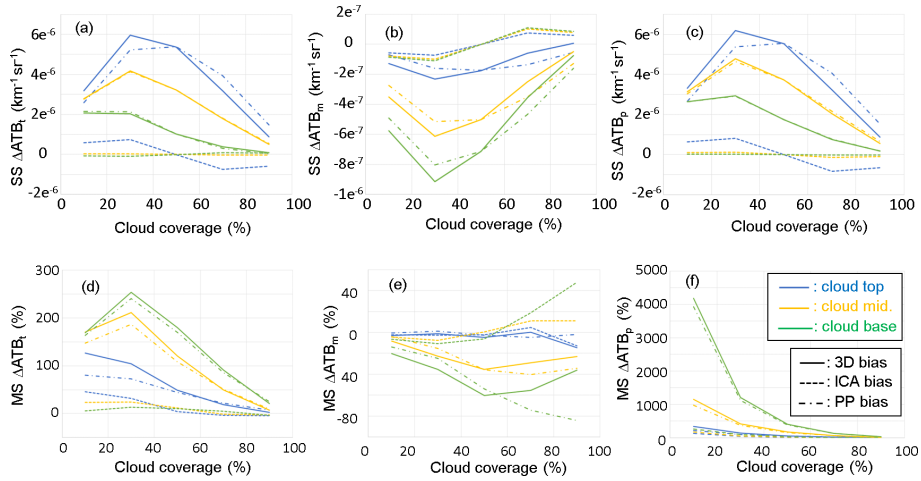 (a)
6e-6
4e-6
2e-6
0
-2e-6
SS ΔATBt (km-1 sr-1)
0 20 40 60 80 100
Cloud coverage (%)
(b)
2e-7
0
-2e-7
-4e-7
-6e-7
-8e-7
-1e-6
SS ΔATBm (km-1 sr-1)
0 20 40 60 80 100
Cloud coverage (%)
(c)
6e-6
4e-6
2e-6
0
-2e-6
SS ΔATBp (km-1 sr-1)
0 20 40 60 80 100
Cloud coverage (%)
(d)
300
200
100
0
MS ΔATBt (%)
0 20 40 60 80 100
Cloud coverage (%)
(e)
40
0
40
-80
MS ΔATBm (%)
0 20 40 60 80 100
Cloud coverage (%)
(f)
5000
4000
3000
2000
1000
0
MS ΔATBp (%)
0 20 40 60 80 100
Cloud coverage (%)
: cloud top
: cloud mid.
: cloud base
: 3D bias
: ICA bias
: PP bias